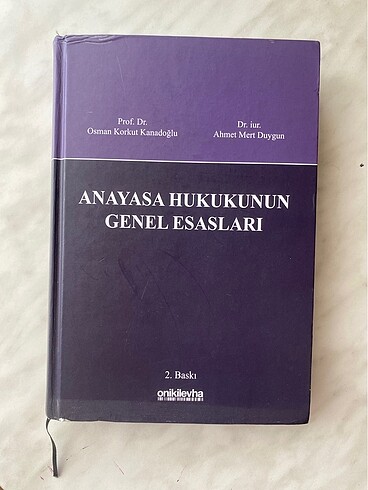 Prof. Dr.
Osman Korkut Kanadoğlu
Dr. iur.
Ahmet Mert Duygun
ANAYASA HUKUKUNUN
GENEL ESASLARI
2. Baskı
onikilevha